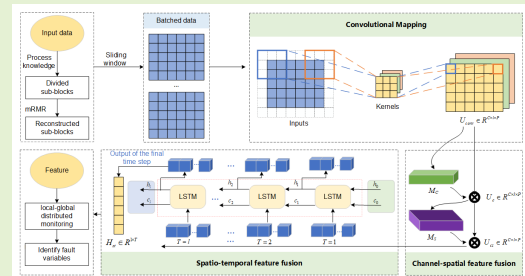 Input data
Process
knowledge
Divided
sub-blocks
mRMR
Reconstructed
sub-blocks
Sliding
window
Batched data
...
...
Convolutional Mapping
Inputs
Kernels
Feature
local-global
distributed
monitoring
Identify fault
variables
Output of the final
time step
LSTM
...
LSTM
LSTM
T = l
T = 2
T = 1
Spatio-temporal feature fusion
Channel-spatial feature fusion